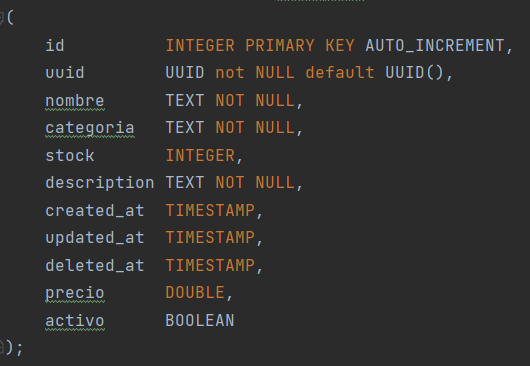 (
id INTEGER PRIMARY KEY AUTO_INCREMENT,
uuid UUID not NULL default UUID(),
nombre TEXT NOT NULL,
categoria TEXT NOT NULL,
stock INTEGER,
description TEXT NOT NULL,
created_at TIMESTAMP,
updated_at TIMESTAMP,
deleted_at TIMESTAMP,
precio DOUBLE,
activo BOOLEAN
);